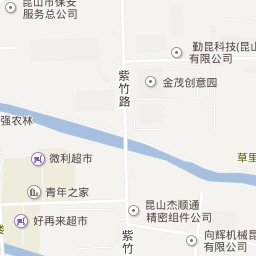 昆山市保安
服务总公司
勤昆科技(昆山
有限公司
紫竹路
金茂创意园
强农林
草里
微利超市
青年之家
昆山杰顺通
精密组件公司
好再来超市
向辉机械昆
有限公司
紫竹